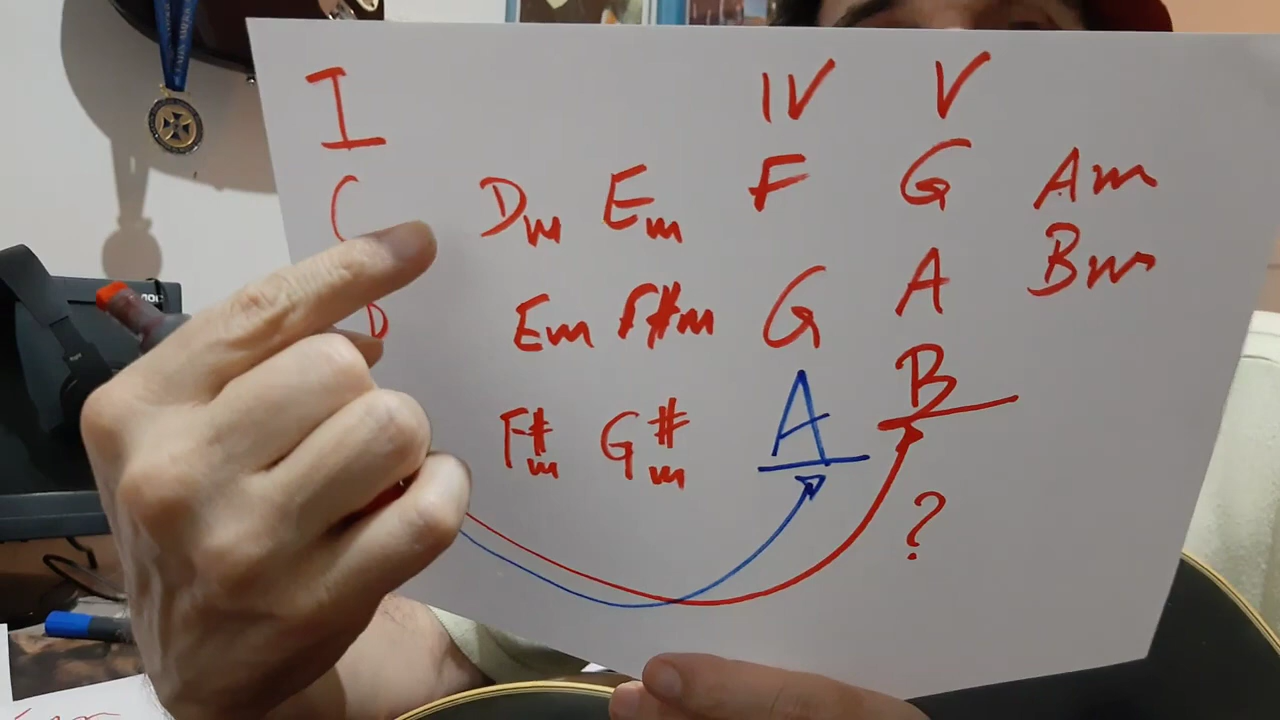 I IV V
C Dm Em F G Am
D Em F#m G A Bm
F#m G#m A B
?